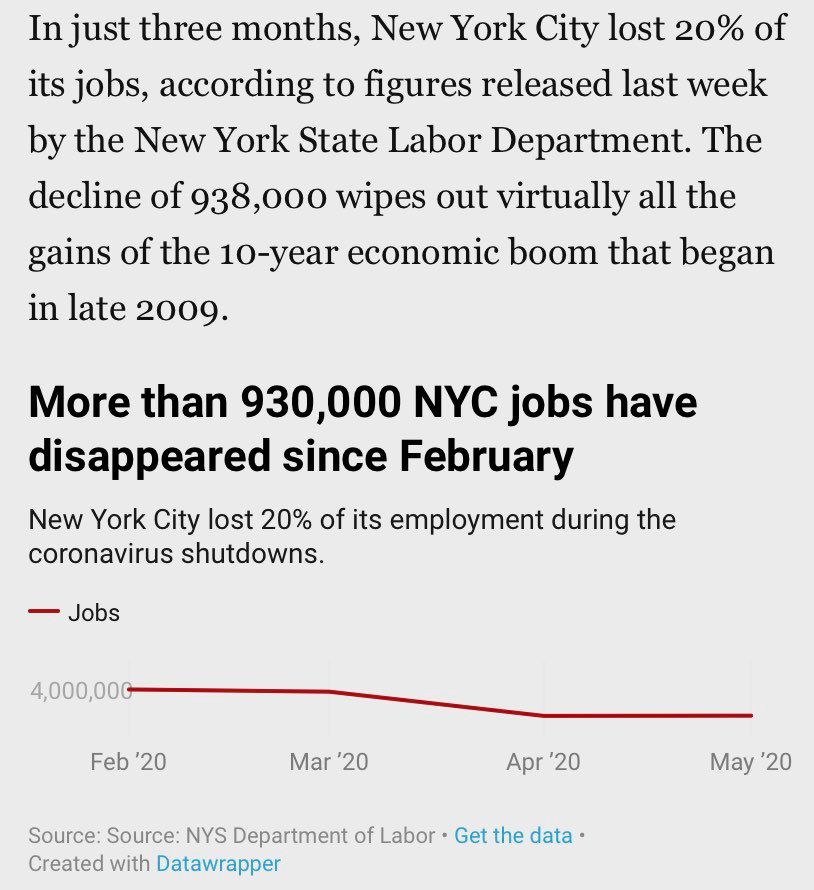 In just three months, New York City lost 20% of
its jobs, according to figures released last week
by the New York State Labor Department. The
decline of 938,000 wipes out virtually all the
gains of the 10-year economic boom that began
in late 2009.
More than 930,000 NYC jobs have
disappeared since February
New York City lost 20% of its employment during the
coronavirus shutdowns.
Jobs
4,000,000
Feb ’20 Mar ’20 Apr ’20 May ’20
Source: Source: NYS Department of Labor • Get the data •
Created with Datawrapper